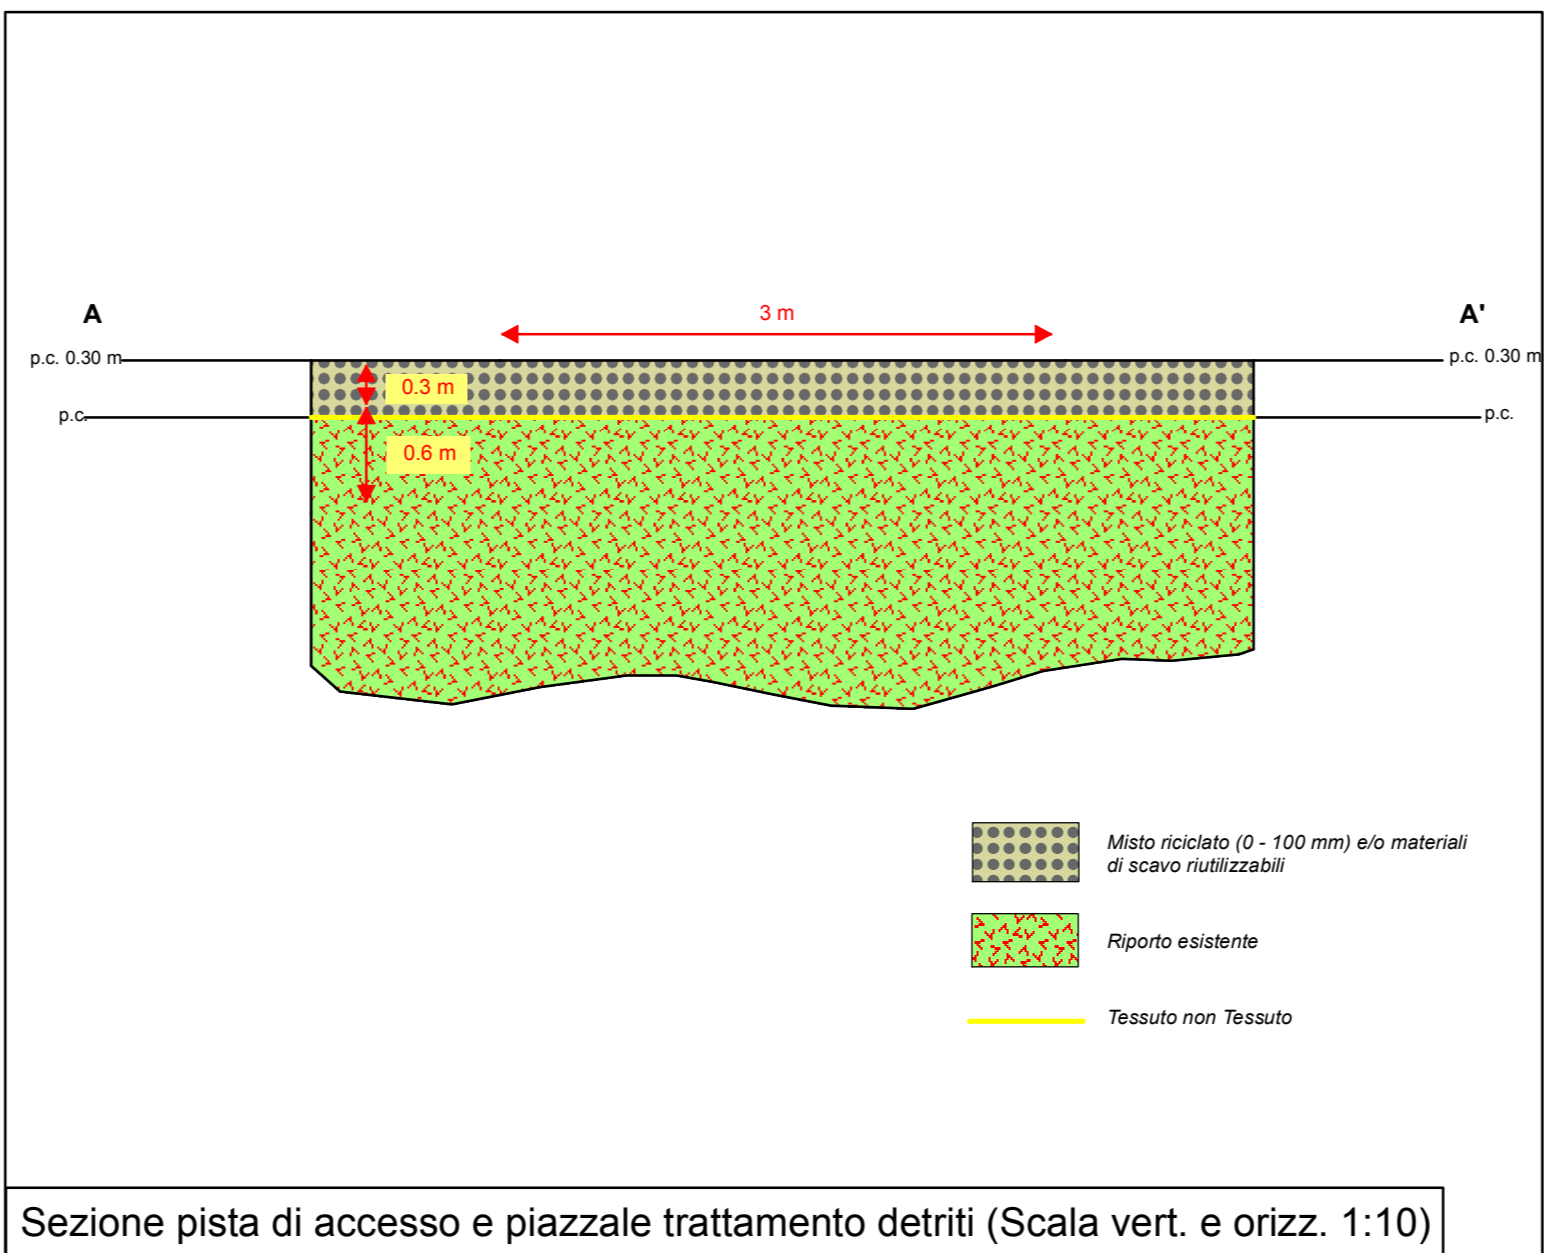 A
3 m
A'
p.c. 0.30 m
p.c. 0.30 m
0.3 m
p.c.
p.c.
0.6 m
Misto riciclato (0 - 100 mm) e/o materiali
di scavo riutilizzabili
Riporto esistente
Tessuto non Tessuto
Sezione pista di accesso e piazzale trattamento detriti (Scala vert. e orizz. 1:10)